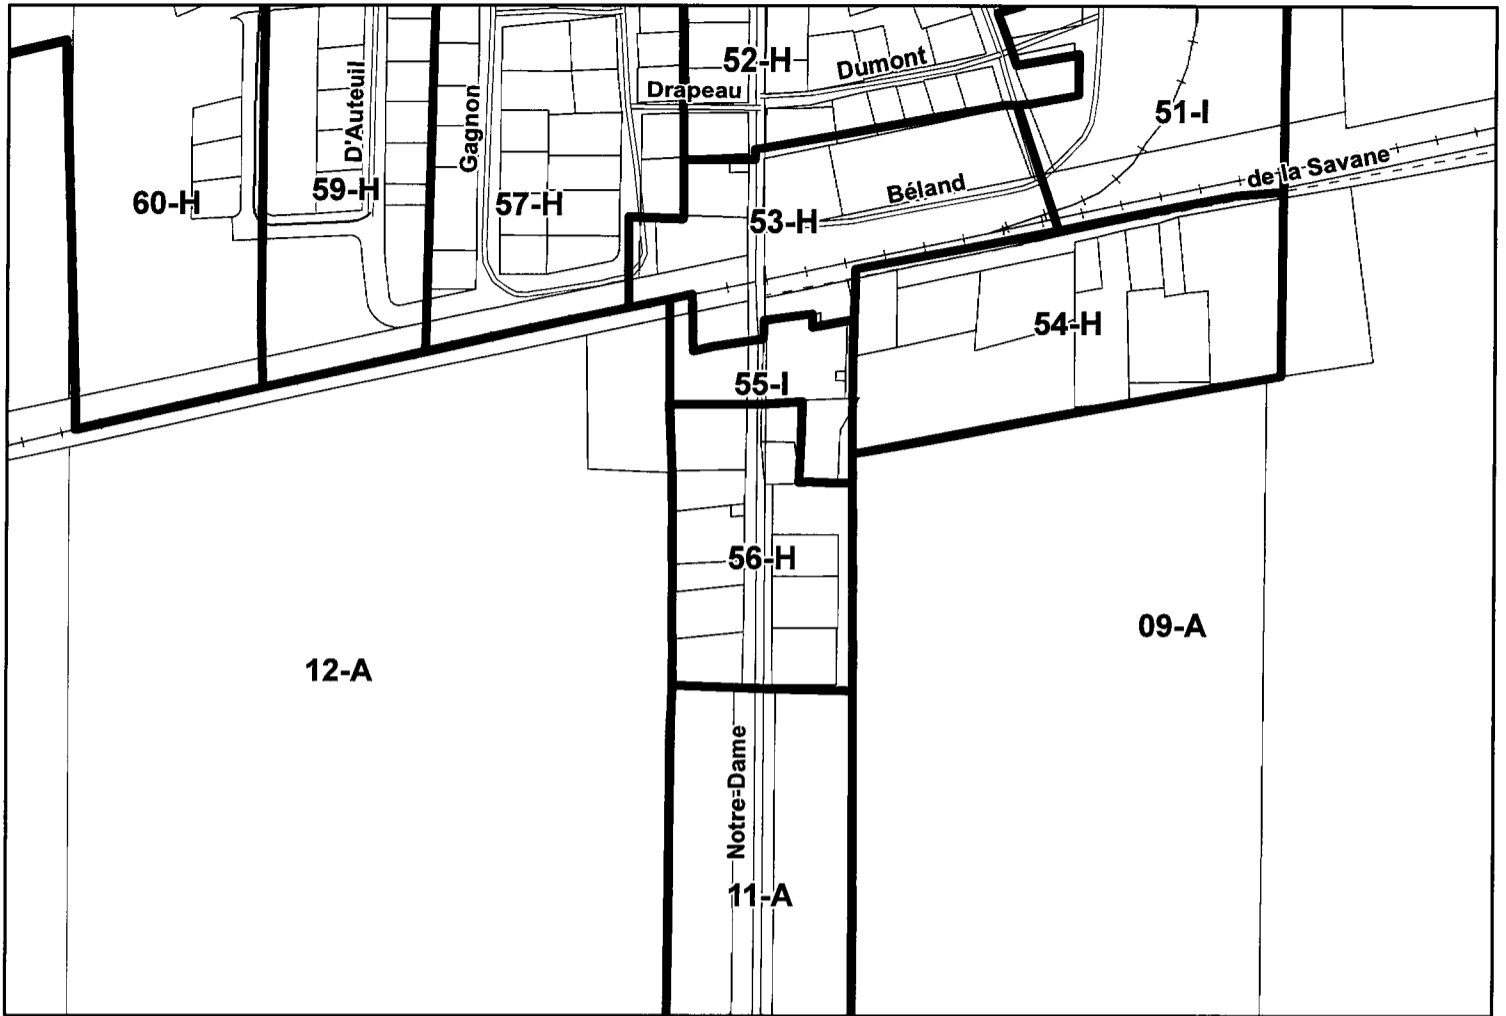 52-H
Dumont
Drapeau
51-I
D'Auteuil
Gagnon
de la Savane
60-H
59-H
57-H
Béland
53-H
54-H
55-I
56-H
09-A
12-A
Notre-Dame
11-A